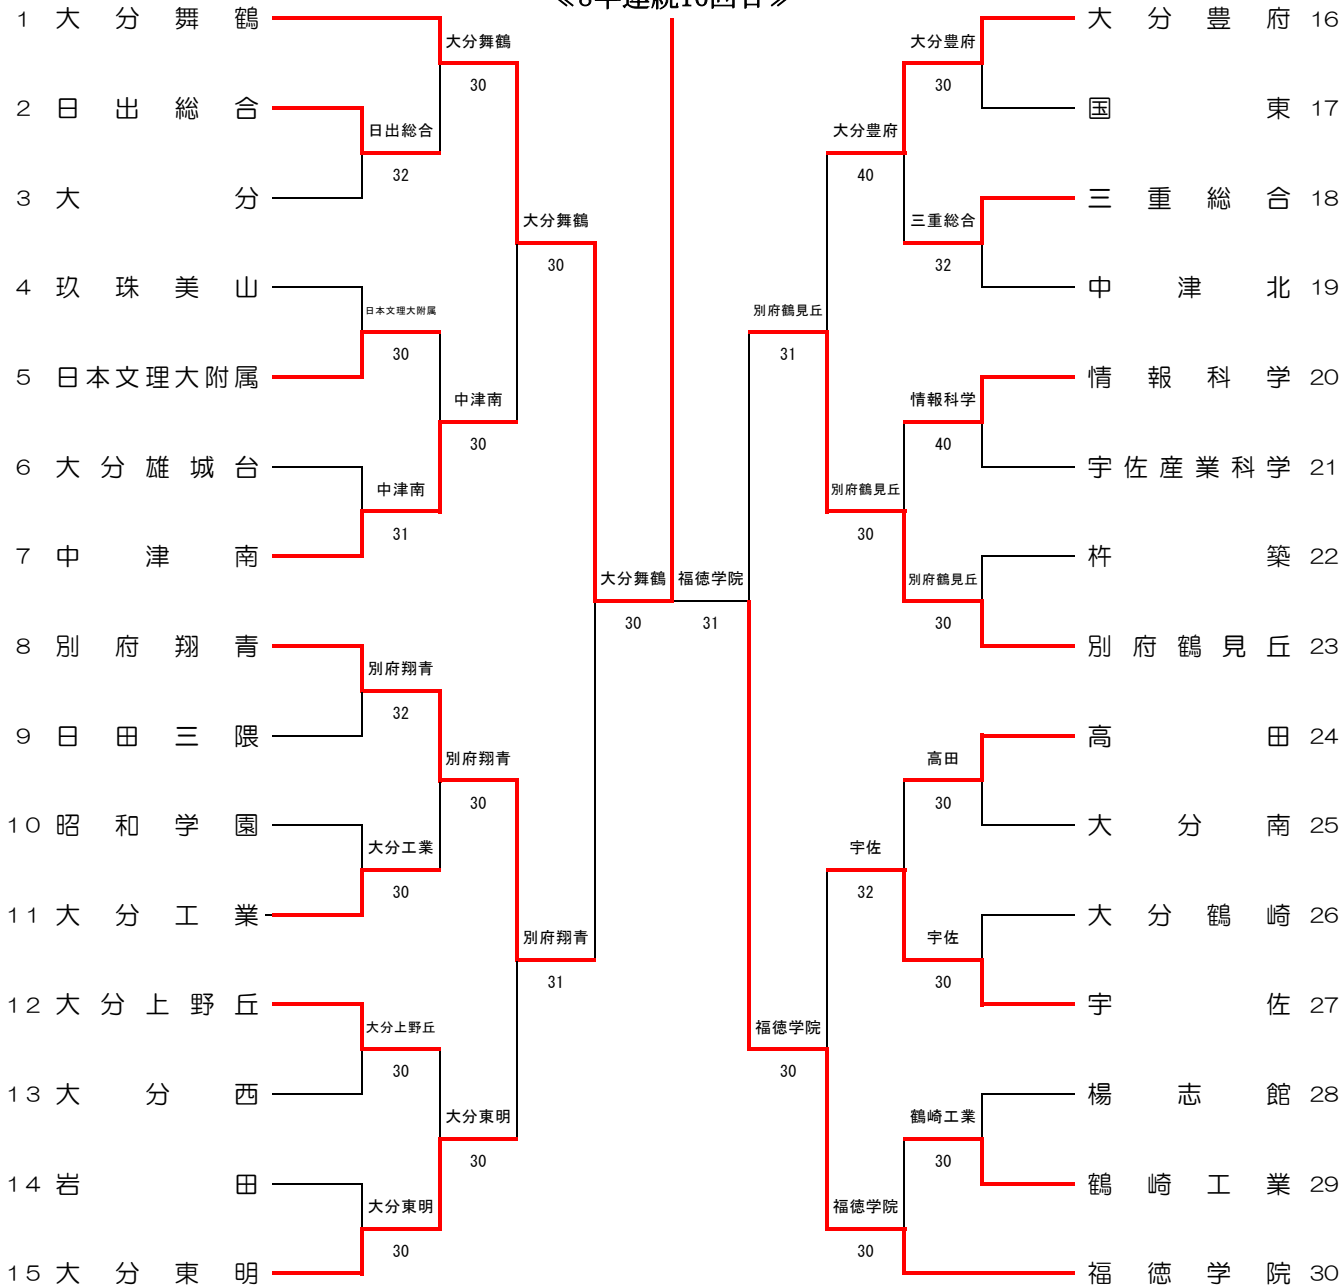 年連続10回目≫
1 大分舞鶴
2 日出総合
3 大分
4 玖珠美山
5 日本文理大附属
6 大分雄城台
7 中津南
8 別府翔青
9 日田三隈
10 昭和学園
11 大分工業
12 大分上野丘
13 大分西
14 岩田
15 大分東明
日出総合
32
日本文理大附属
30
中津南
31
別府翔青
32
大分工業
30
大分上野丘
30
大分東明
30
大分舞鶴
30
中津南
30
別府翔青
30
大分東明
30
大分舞鶴
30
別府翔青
31
大分舞鶴
30
福徳学院
31
別府鶴見丘
31
福徳学院
30
大分豊府
40
別府鶴見丘
30
宇佐
32
福徳学院
30
大分豊府
30
三重総合
32
情報科学
40
別府鶴見丘
30
高田
30
宇佐
30
鶴崎工業
30
大分豊府 16
国東 17
三重総合 18
中津北 19
情報科学 20
宇佐産業科学 21
杵築 22
別府鶴見丘 23
高田 24
大分南 25
大分鶴崎 26
宇佐 27
楊志館 28
鶴崎工業 29
福徳学院 30